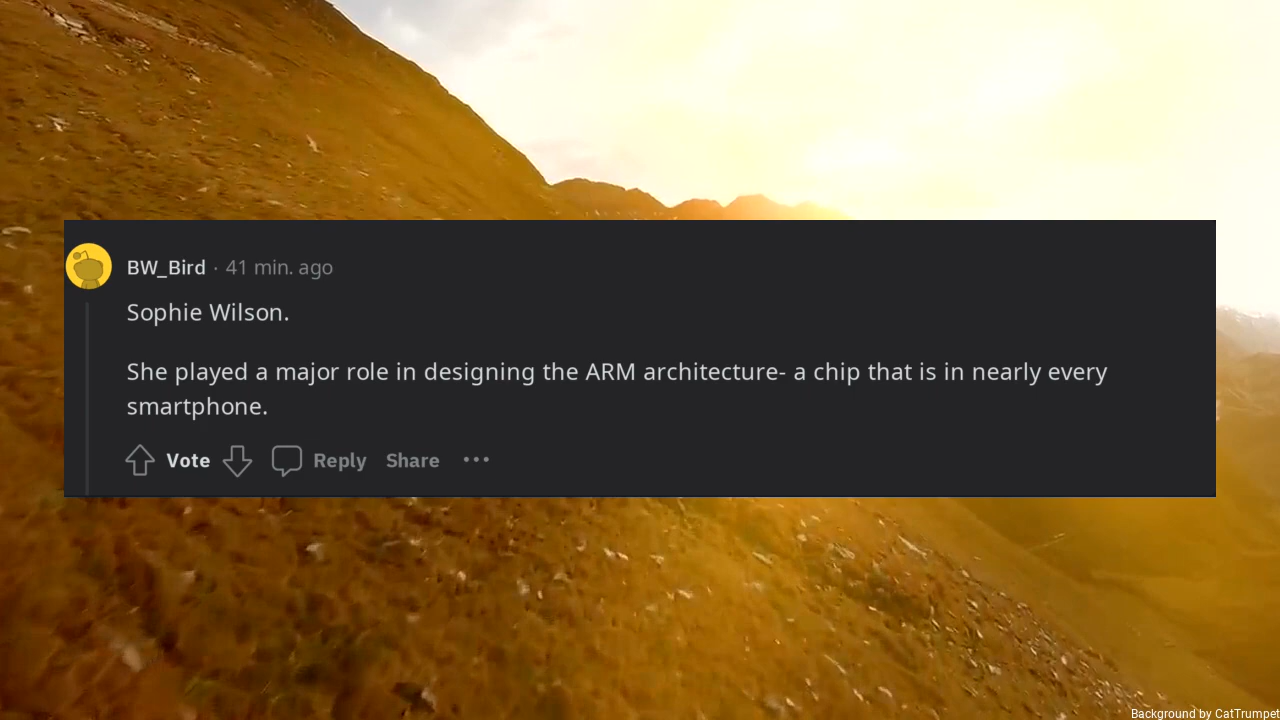 BW_Bird · 41 min. ago
Sophie Wilson.
She played a major role in designing the ARM architecture- a chip that is in nearly every
smartphone.
Vote Reply Share •••
Background by CatTrumpet